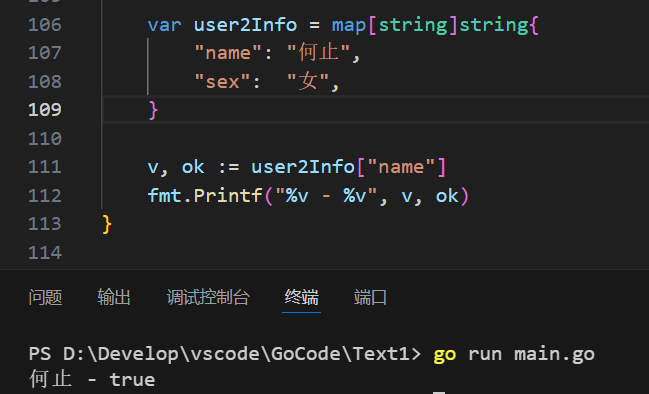 106 var user2Info = map[string]string{
107 "name": "何止",
108 "sex": "女",
109 }
110
111 v, ok := user2Info["name"]
112 fmt.Printf("%v - %v", v, ok)
113 }
114
问题 输出 调试控制台 终端 端口
PS D:\Develop\vscode\GoCode\Text1> go run main.go
何止 - true